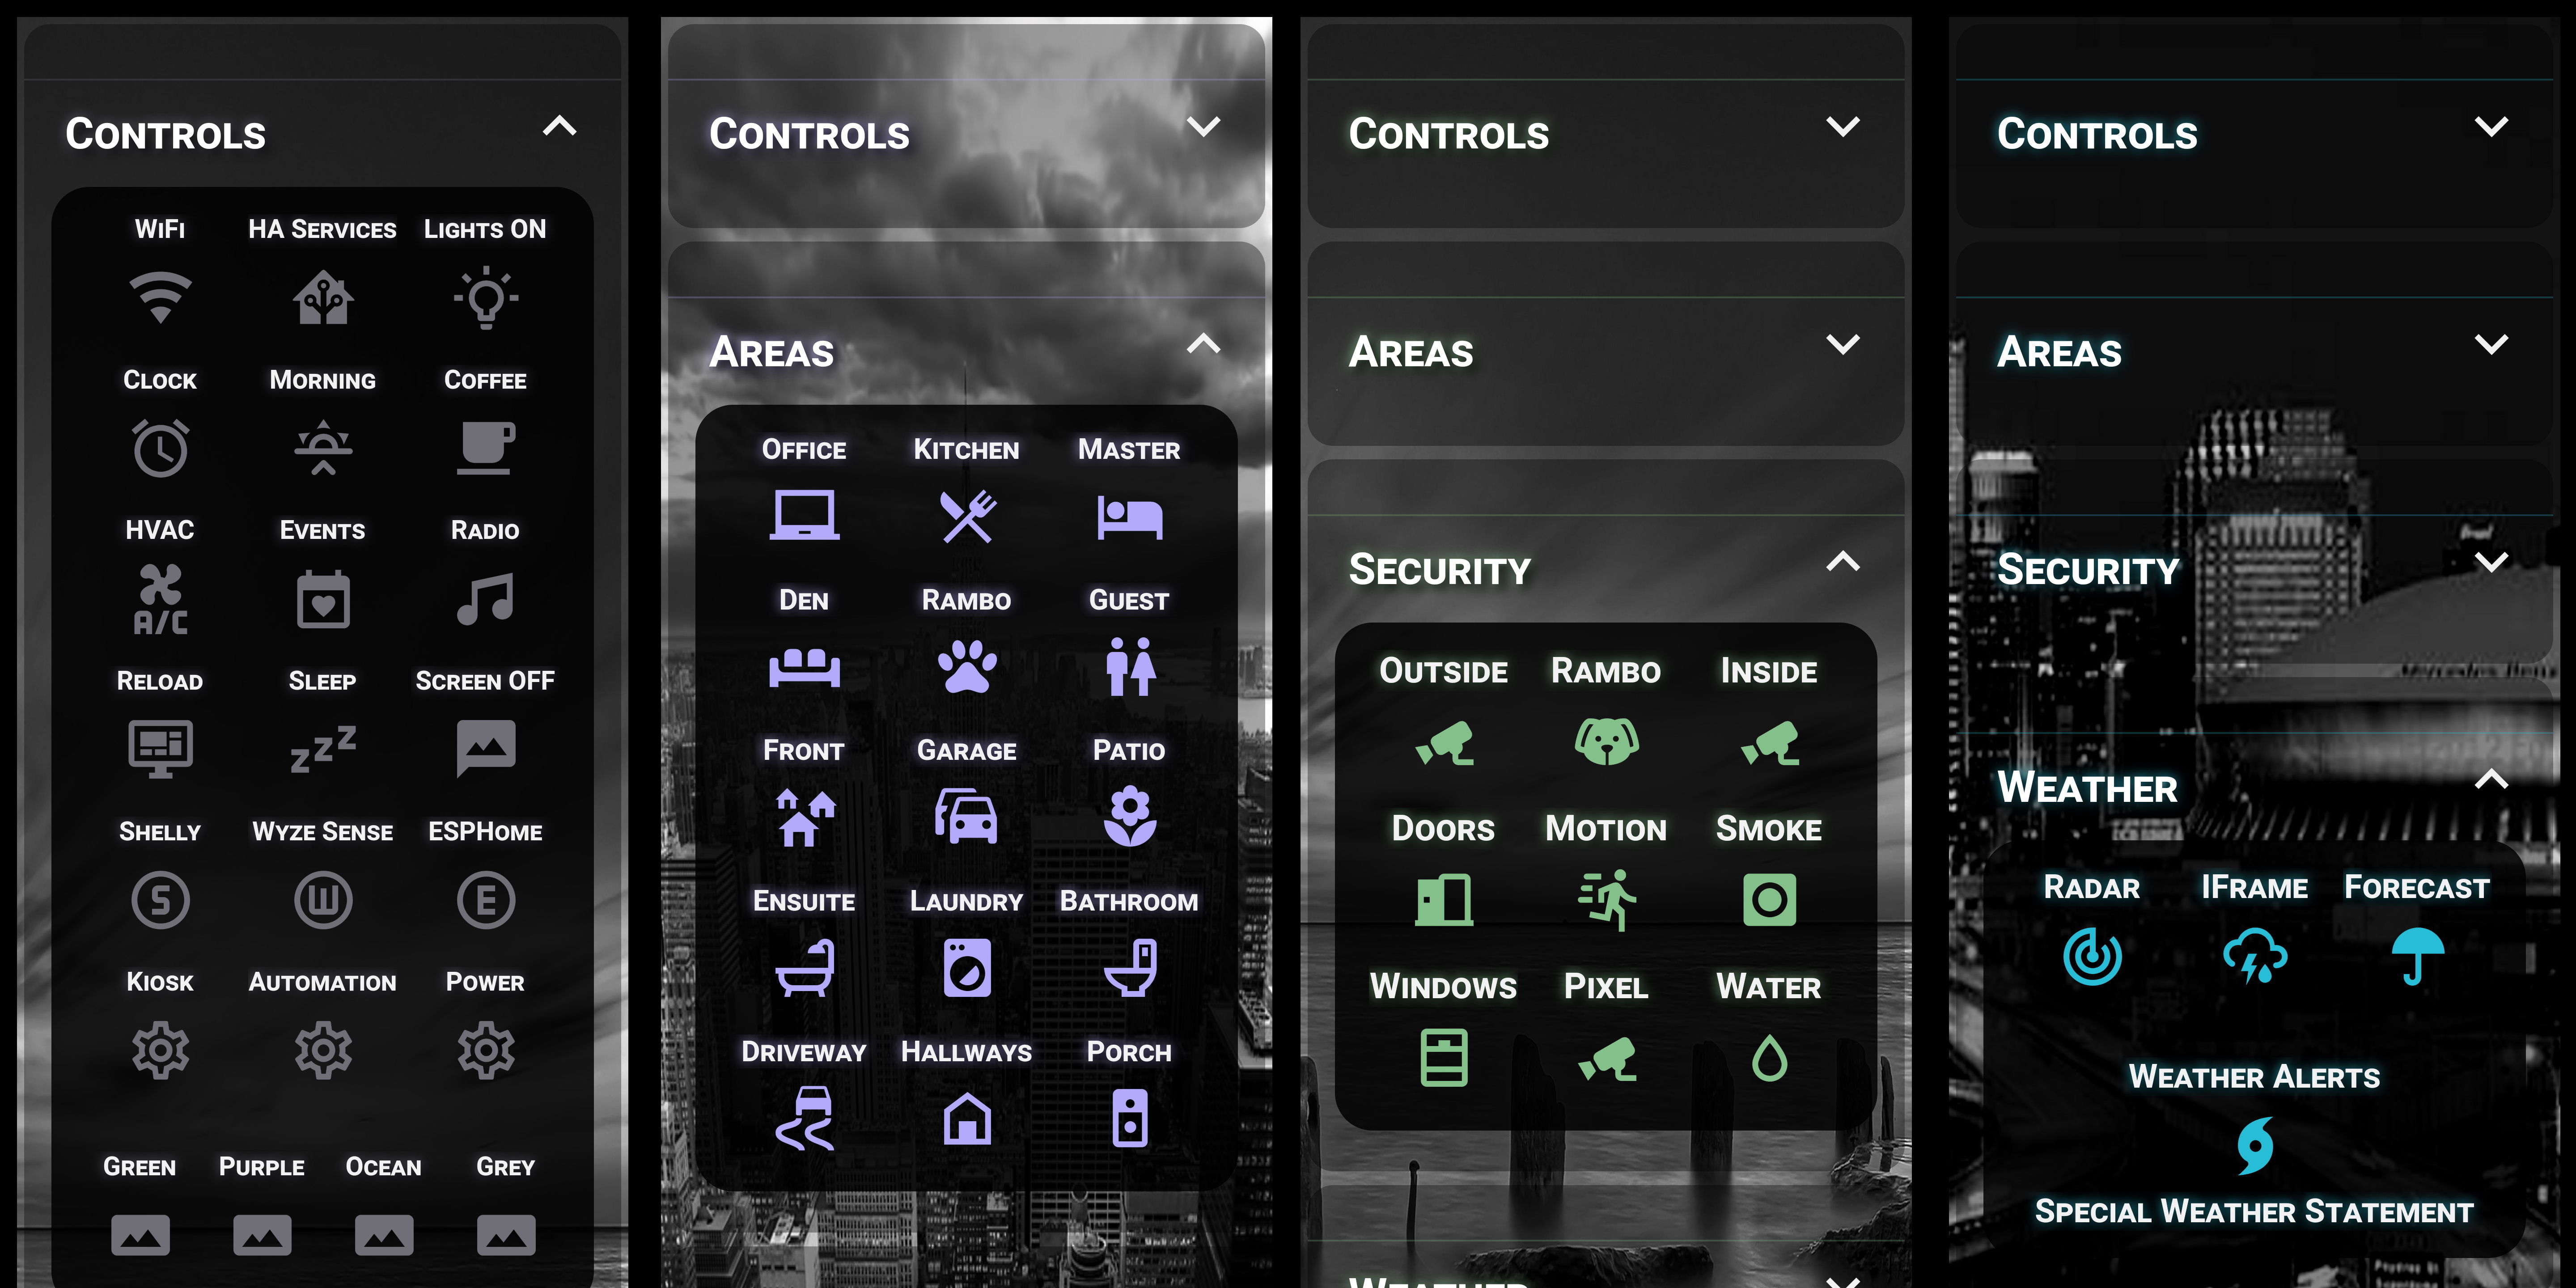 Controls
WiFi HA Services Lights ON
Clock Morning Coffee
HVAC Events Radio
A/C
Reload Sleep Screen OFF
zzz
Shelly Wyze Sense ESPHome
S W E
Kiosk Automation Power
Green Purple Ocean Grey
Controls
Areas
Office Kitchen Master
Den Rambo Guest
Front Garage Patio
Ensuite Laundry Bathroom
Driveway Hallways Porch
Controls
Areas
Security
Outside Rambo Inside
Doors Motion Smoke
Windows Pixel Water
Weather
Controls
Areas
Security
Weather
Radar IFrame Forecast
Weather Alerts
Special Weather Statement